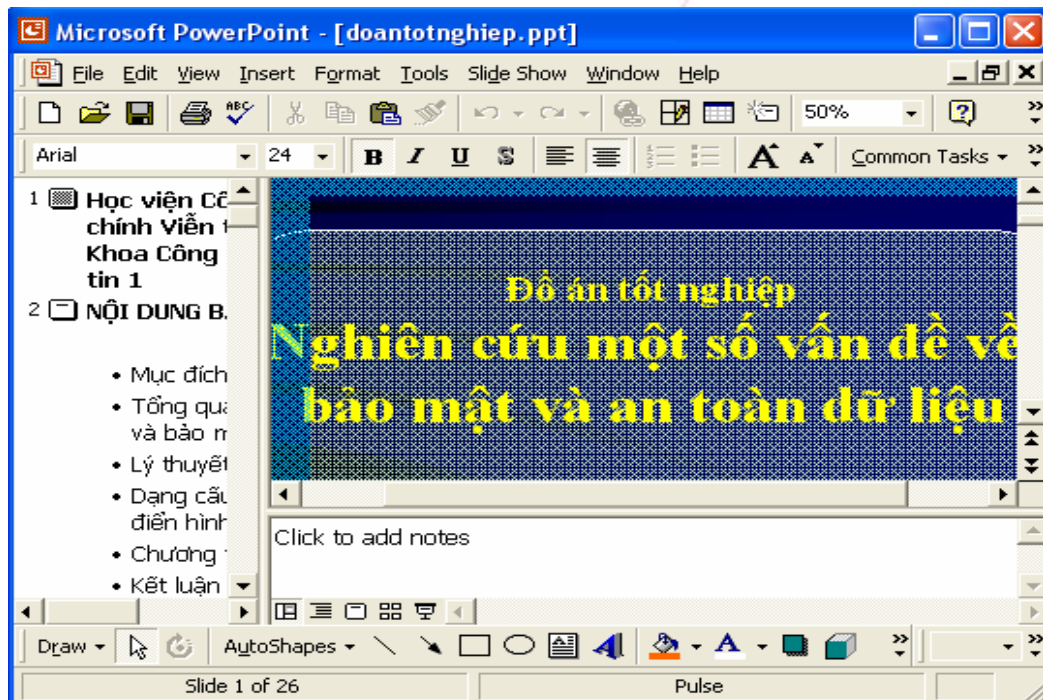 Microsoft PowerPoint - [doantotnghiep.ppt]
File Edit View Insert Format Tools Slide Show Window Help
ABC 50%
Arial 24 B I U S A A Common Tasks
1 Học viện Cô
chính Viễn t
Khoa Công
tin 1
2 NỘI DUNG B.
• Mục đích
• Tổng qua
và bảo m
• Lý thuyết
• Dạng cấu
điển hình
• Chương t
• Kết luận
Đồ án tốt nghiệp
Nghiên cứu một số vấn đề về
bảo mật và an toàn dữ liệu
Click to add notes
Draw AutoShapes A A
Slide 1 of 26 Pulse